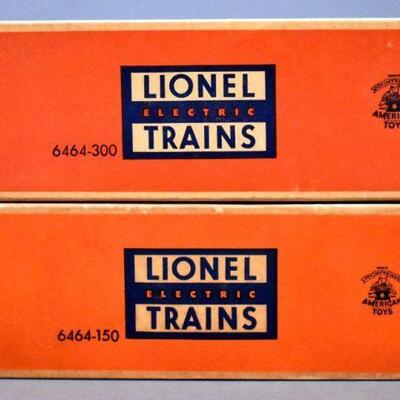 LIONEL
ELECTRIC
TRAINS
6464-300
AMERICAN
TOYS
LIONEL
ELECTRIC
TRAINS
6464-150
AMERICAN
TOYS